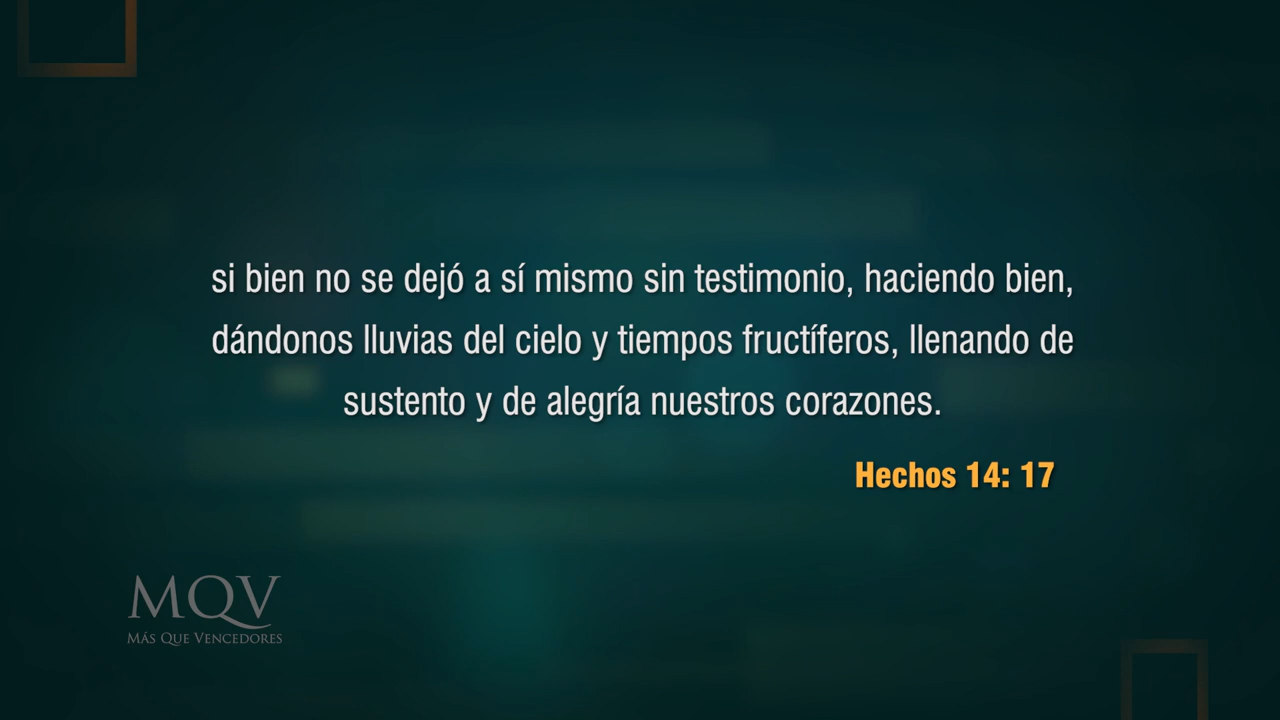 si bien no se dejó a sí mismo sin testimonio, haciendo bien,
dándonos lluvias del cielo y tiempos fructíferos, llenando de
sustento y de alegría nuestros corazones.
Hechos 14: 17
MQV
MÁS QUE VENCEDORES